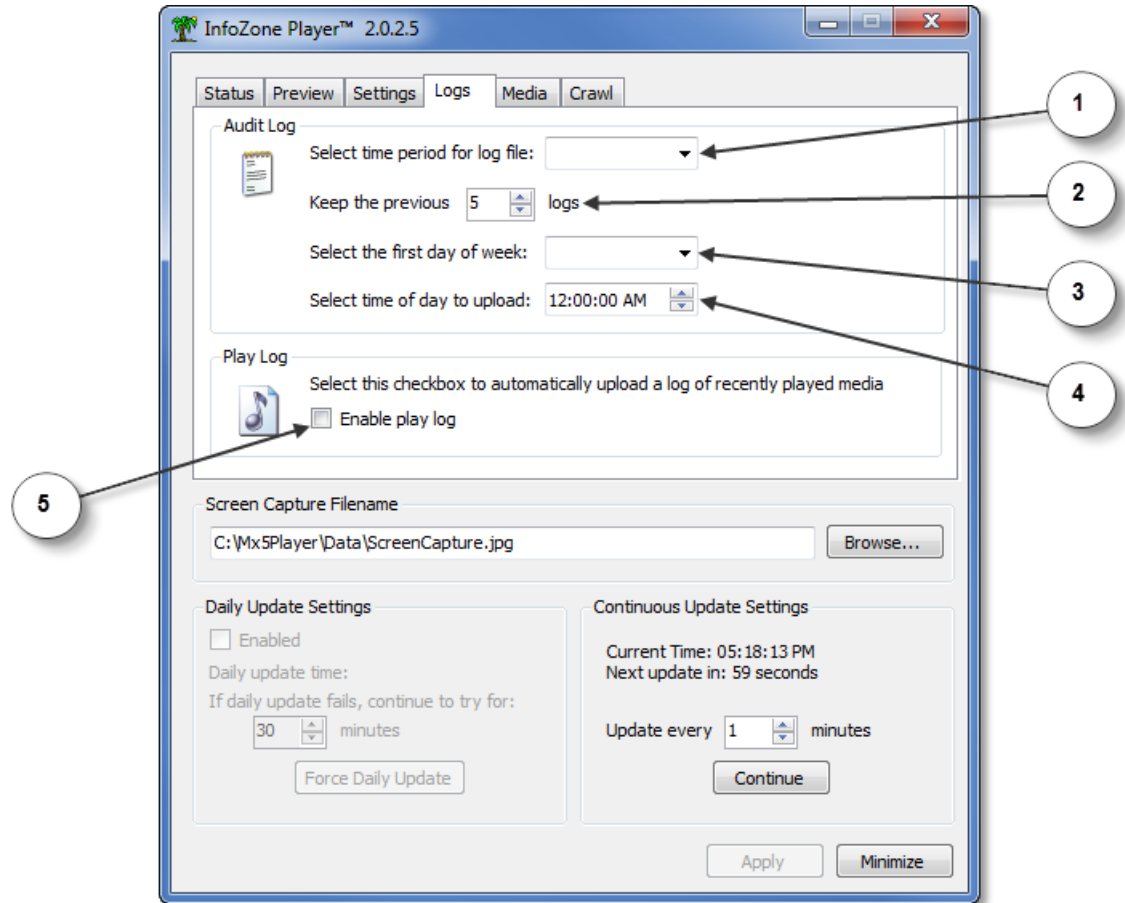 InfoZone Player™ 2.0.2.5
Status Preview Settings Logs Media Crawl
1
Audit Log
Select time period for log file:
2
Keep the previous 5 logs
Select the first day of week:
3
Select time of day to upload: 12:00:00 AM
Play Log
Select this checkbox to automatically upload a log of recently played media
4
Enable play log
5
Screen Capture Filename
C:\Mx5Player\Data\ScreenCapture.jpg Browse...
Daily Update Settings
Enabled
Daily update time:
If daily update fails, continue to try for:
30 minutes
Force Daily Update
Continuous Update Settings
Current Time: 05:18:13 PM
Next update in: 59 seconds
Update every 1 minutes
Continue
Apply Minimize